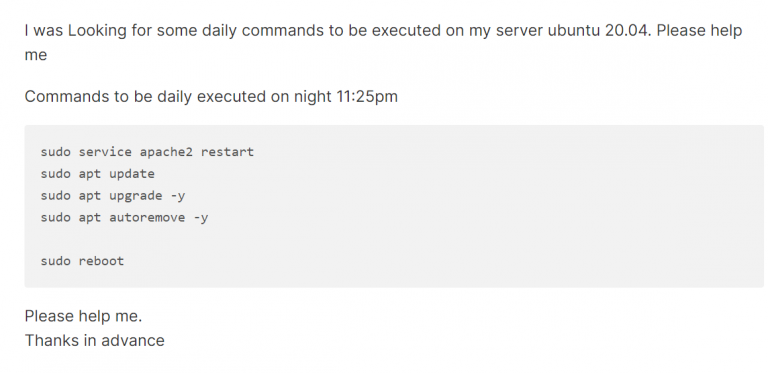 I was Looking for some daily commands to be executed on my server ubuntu 20.04. Please help
me
Commands to be daily executed on night 11:25pm
sudo service apache2 restart
sudo apt update
sudo apt upgrade -y
sudo apt autoremove -y
sudo reboot
Please help me.
Thanks in advance